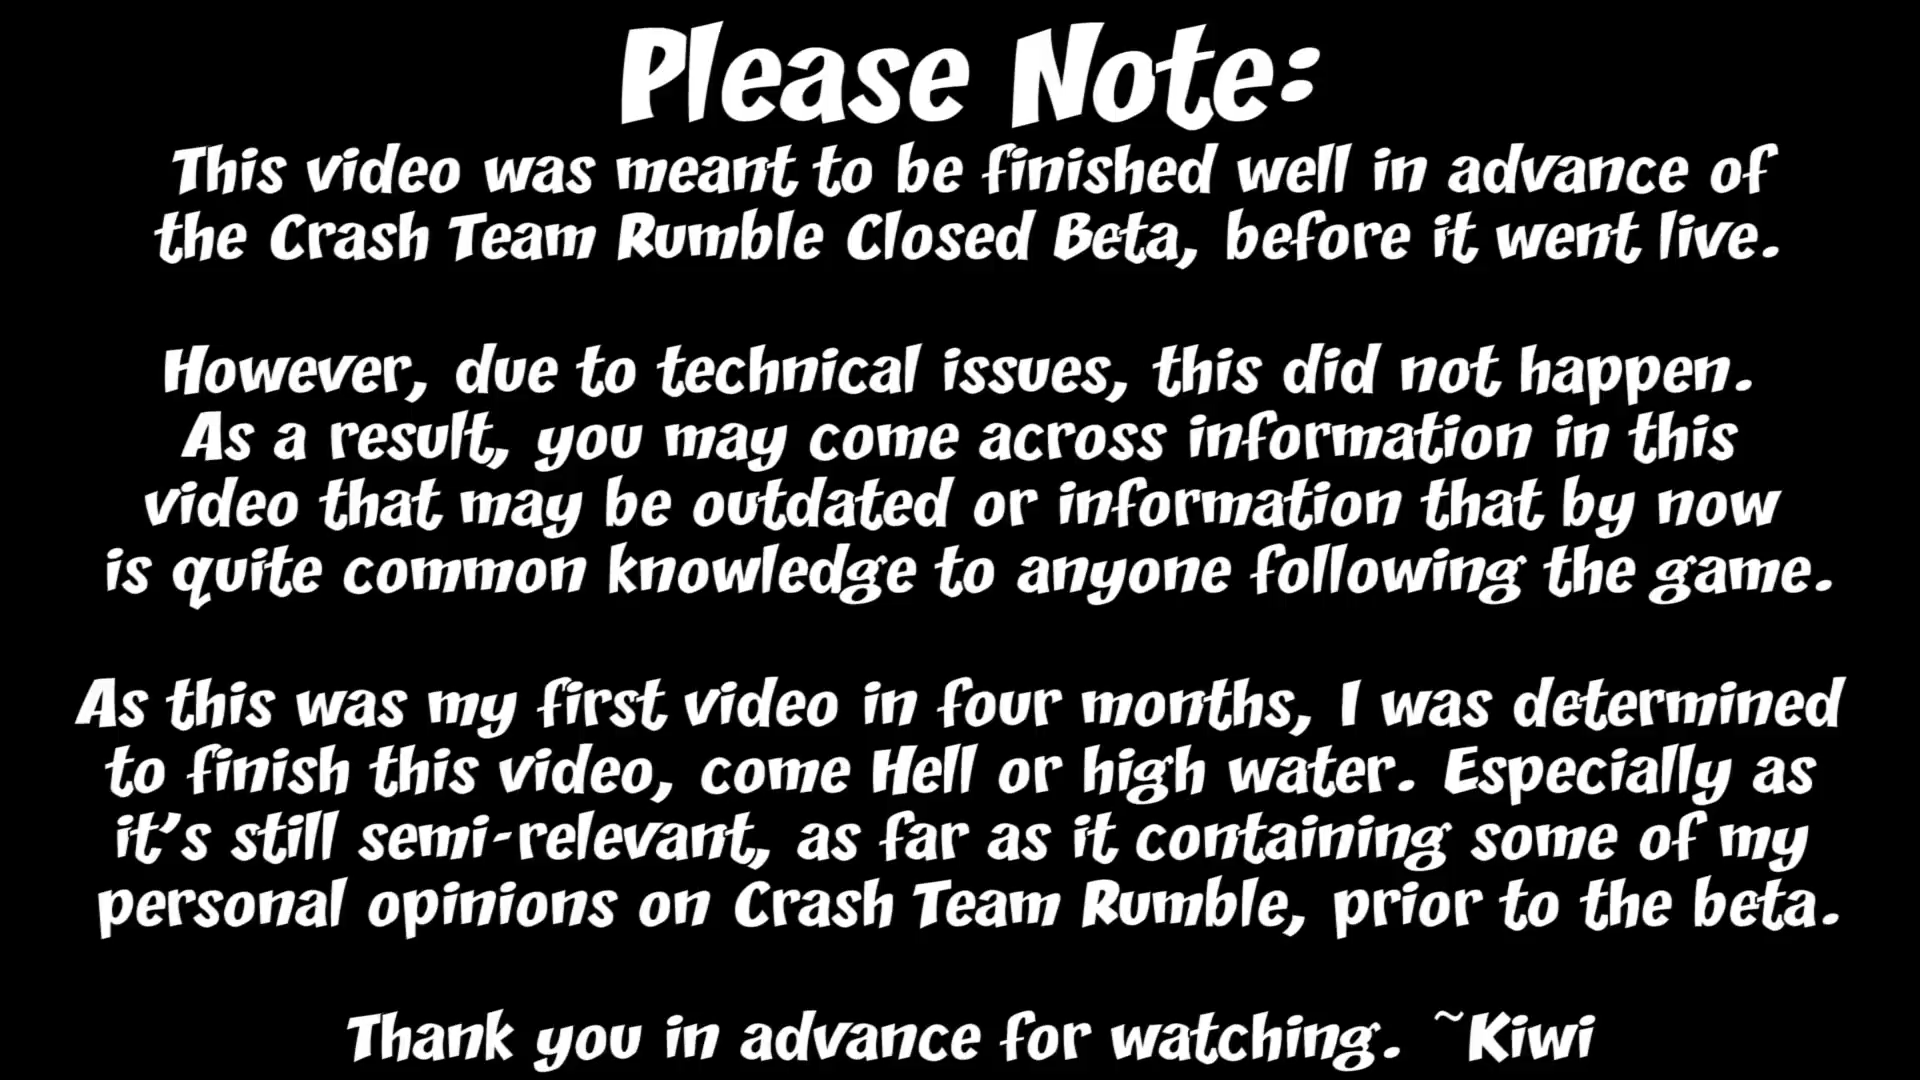 Please Note:
This video was meant to be finished well in advance of
the Crash Team Rumble Closed Beta, before it went live.
However, due to technical issues, this did not happen.
As a result, you may come across information in this
video that may be outdated or information that by now
is quite common knowledge to anyone following the game.
As this was my first video in four months, I was determined
to finish this video, come Hell or high water. Especially as
it's still semi-relevant, as far as it containing some of my
personal opinions on Crash Team Rumble, prior to the beta.
Thank you in advance for watching. ~Kiwi